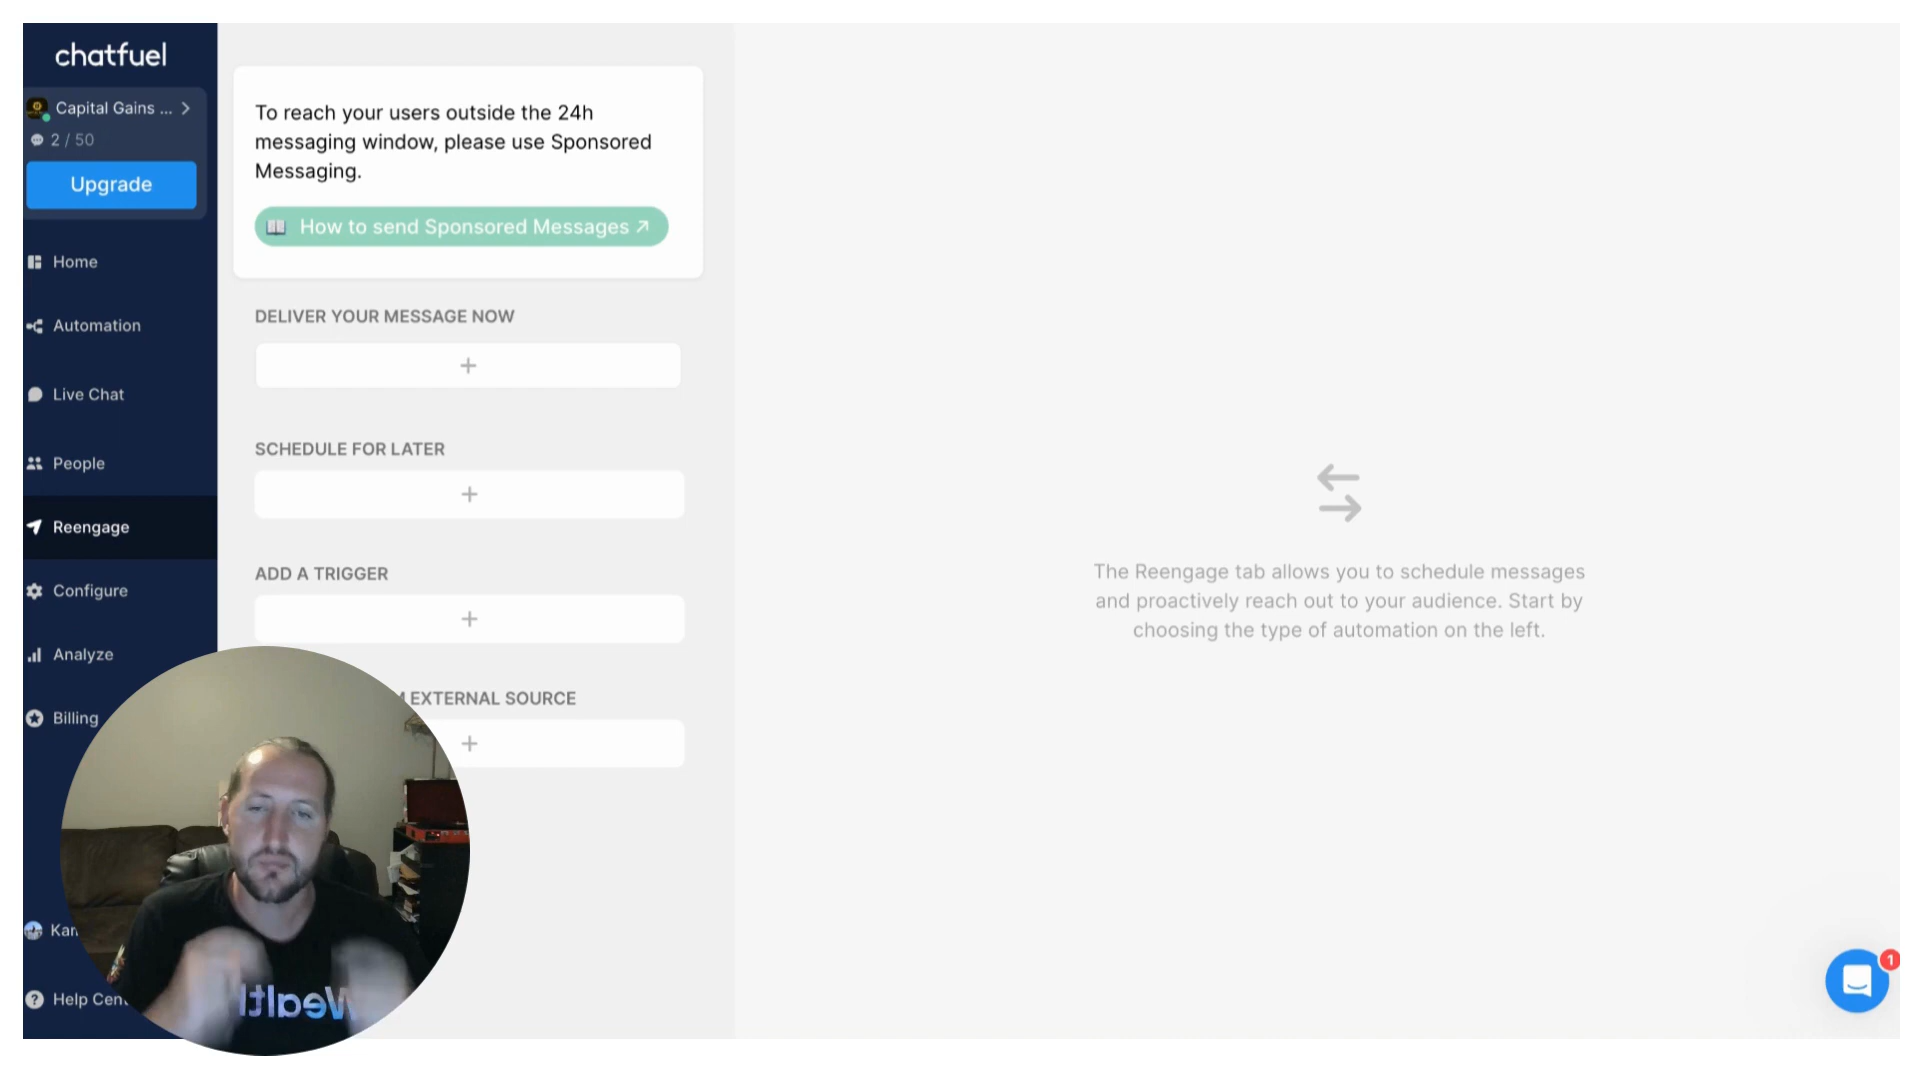 chatfuel
Capital Gains ...
2 / 50
Upgrade
Home
Automation
Live Chat
People
Reengage
Configure
Analyze
Billing
Kar
Help Cen
To reach your users outside the 24h
messaging window, please use Sponsored
Messaging.
How to send Sponsored Messages
DELIVER YOUR MESSAGE NOW
+
SCHEDULE FOR LATER
+
ADD A TRIGGER
+
EXTERNAL SOURCE
+
The Reengage tab allows you to schedule messages
and proactively reach out to your audience. Start by
choosing the type of automation on the left.
1